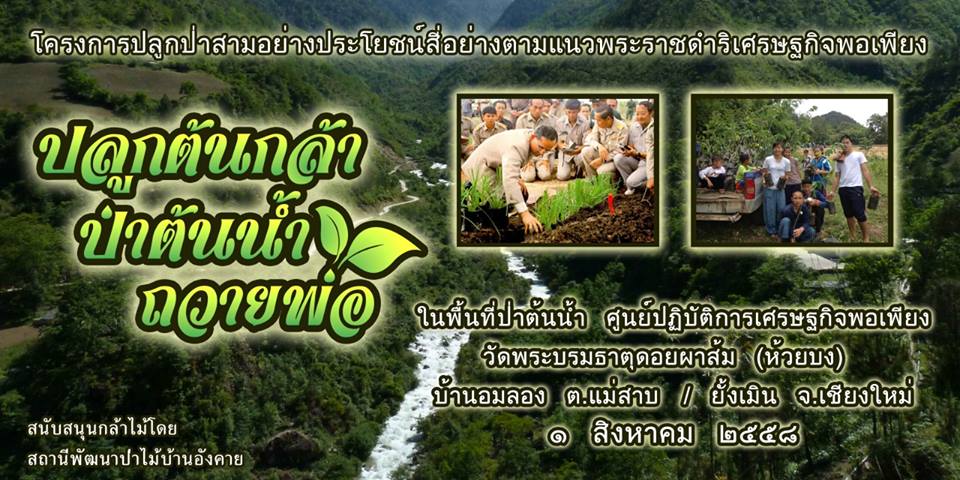 โครงการปลูกป่าสามอย่างประโยชน์สี่อย่างตามแนวพระราชดำริเศรษฐกิจพอเพียง
ปลูกต้นกล้า
ป่าต้นน้ำ
ถวายพ่อ
ในพื้นที่ป่าต้นน้ำ ศูนย์ปฏิบัติการเศรษฐกิจพอเพียง
วัดพระบรมธาตุดอยผาส้ม (ห้วยบง)
บ้านอมลอง ต.แม่สาบ / ยั้งเมิน จ.เชียงใหม่
๑ สิงหาคม ๒๕๕๘
สนับสนุนกล้าไม้โดย
สถานีพัฒนาป่าไม้บ้านอังคาย